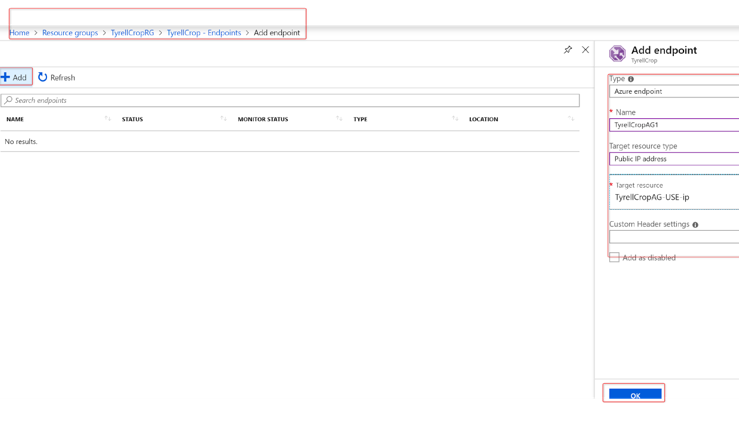 Home > Resource groups > TyrellCropRG > TyrellCrop - Endpoints > Add endpoint
Add endpoint
TyrellCrop
Add Refresh
Search endpoints
NAME STATUS MONITOR STATUS TYPE LOCATION
No results.
Type
Azure endpoint
* Name
TyrellCropAG1
Target resource type
Public IP address
* Target resource
TyrellCropAG-USE-ip
Custom Header settings
Add as disabled
OK